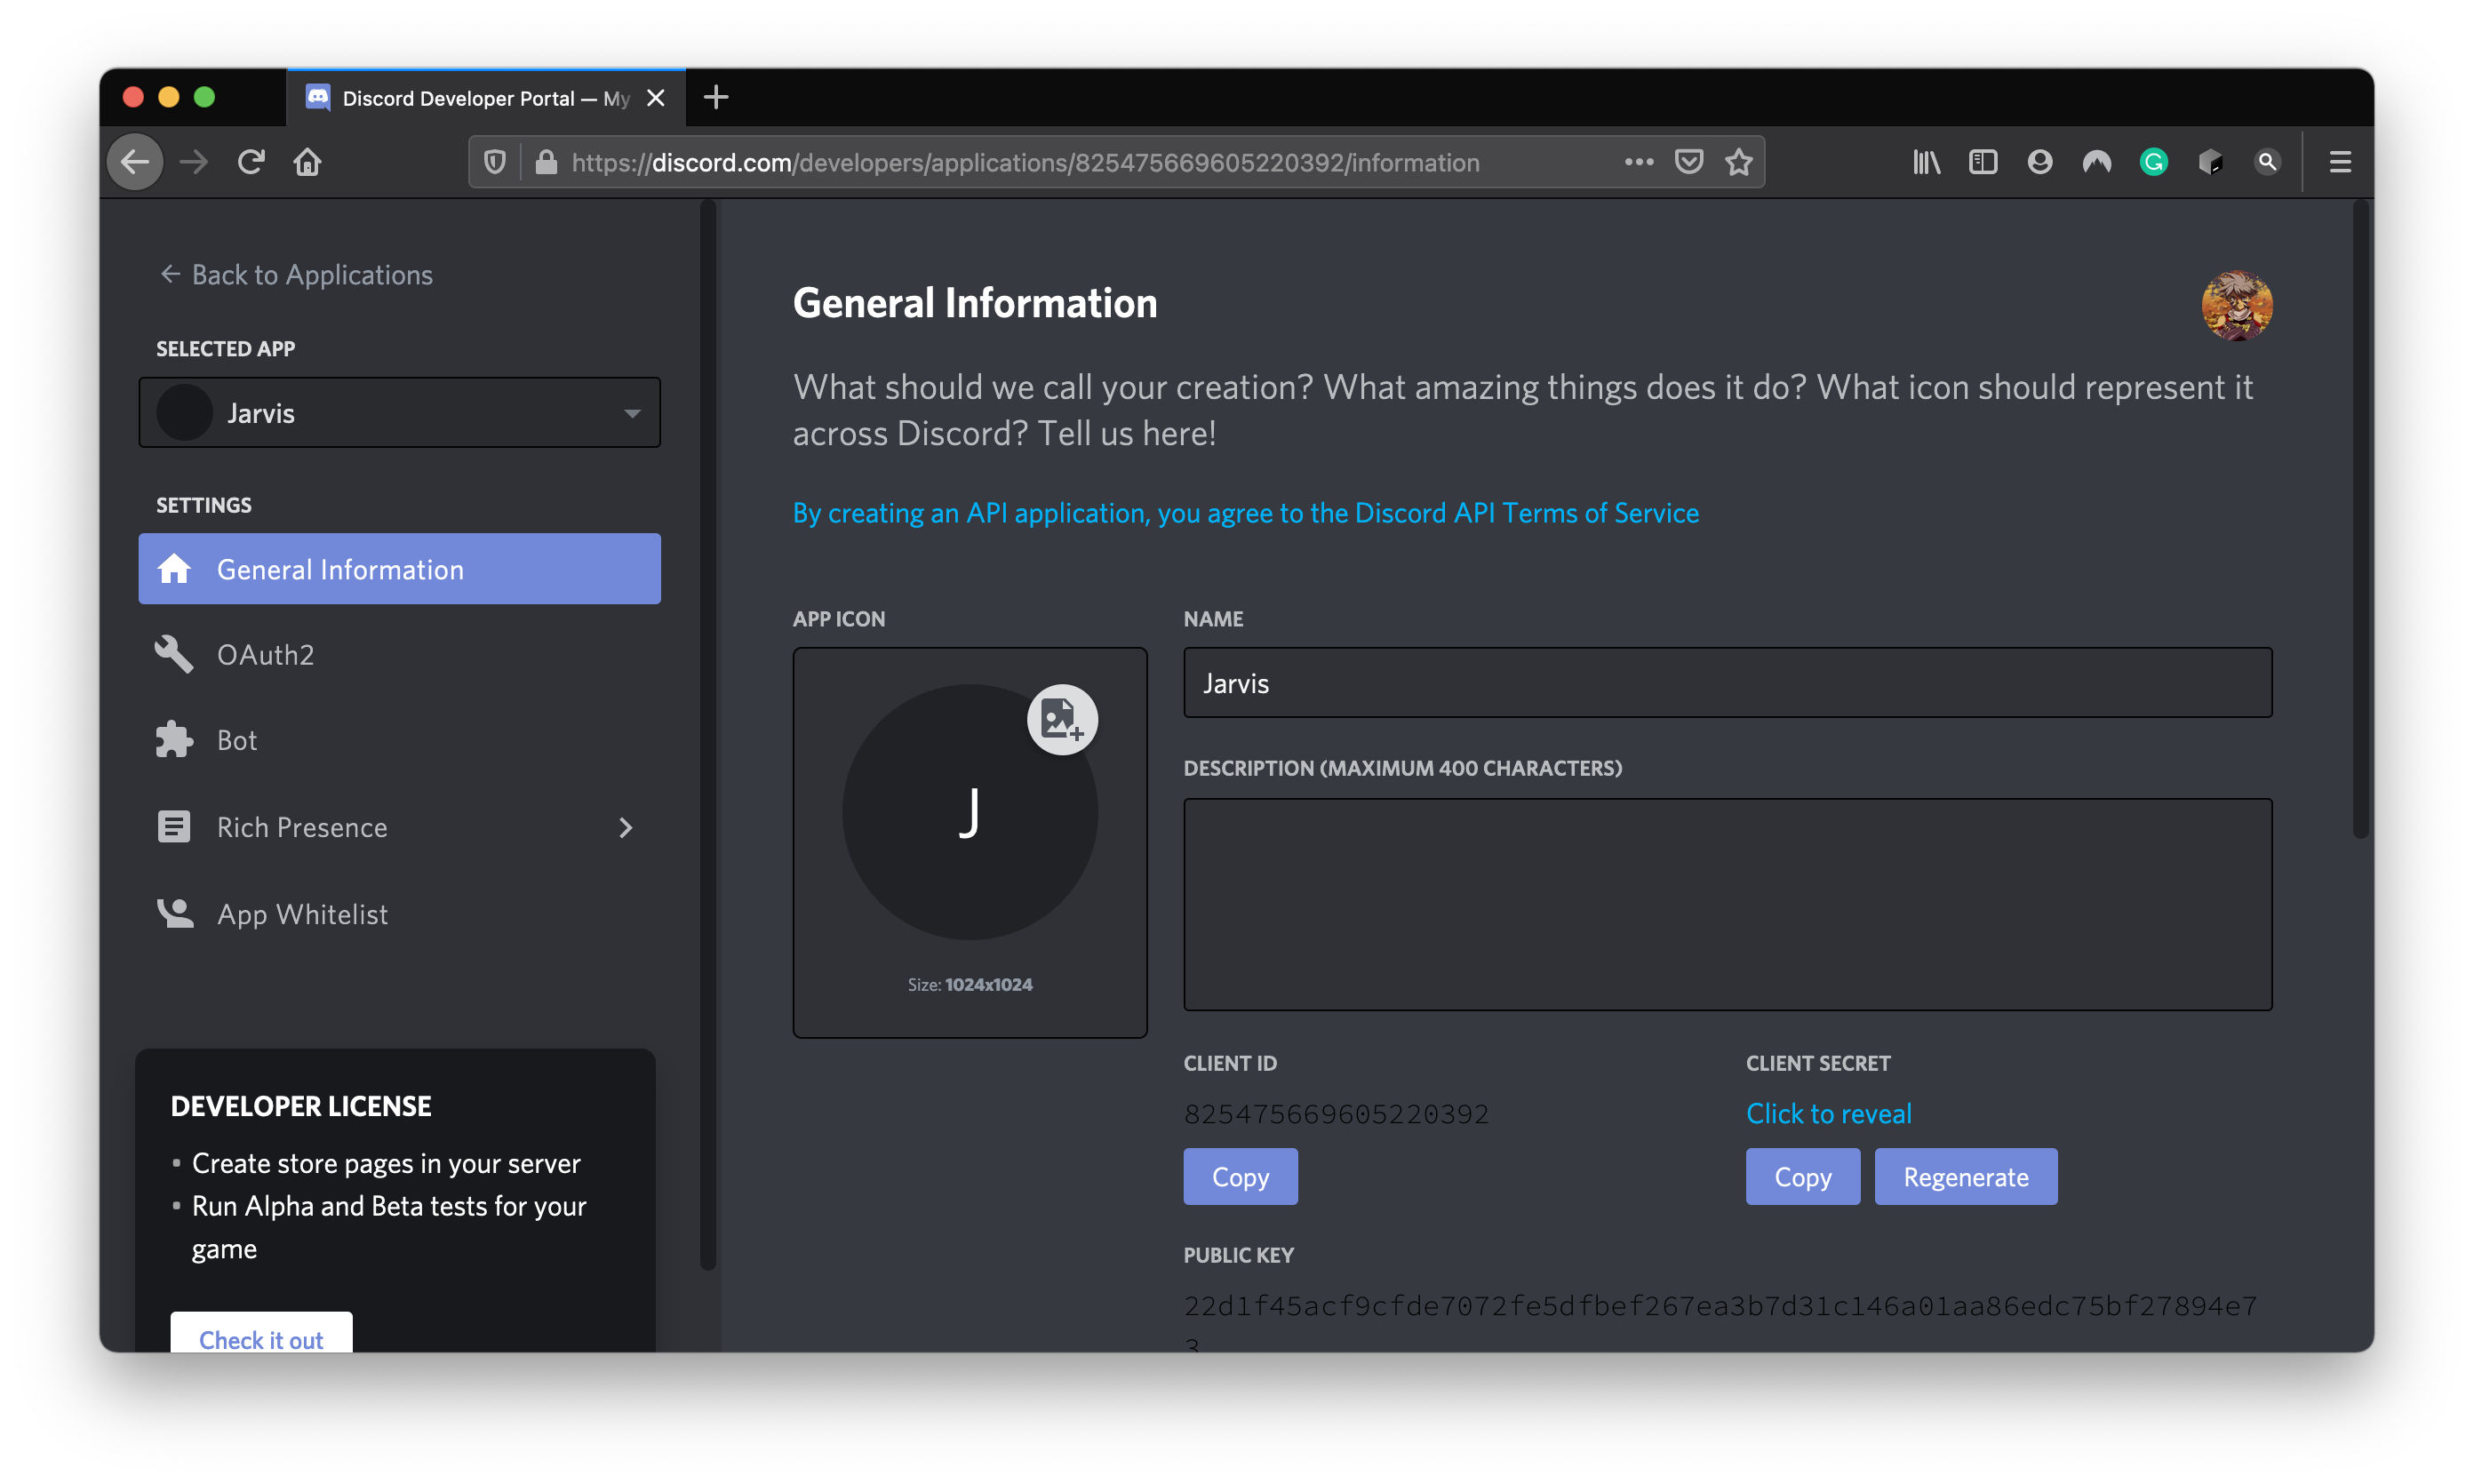 Discord Developer Portal — My
https://discord.com/developers/applications/825475669605220392/information
← Back to Applications
SELECTED APP
Jarvis
SETTINGS
General Information
OAuth2
Bot
Rich Presence
App Whitelist
DEVELOPER LICENSE
• Create store pages in your server
• Run Alpha and Beta tests for your
game
Check it out
General Information
What should we call your creation? What amazing things does it do? What icon should represent it
across Discord? Tell us here!
By creating an API application, you agree to the Discord API Terms of Service
APP ICON
J
Size: 1024x1024
NAME
Jarvis
DESCRIPTION (MAXIMUM 400 CHARACTERS)
CLIENT ID
825475669605220392
Copy
CLIENT SECRET
Click to reveal
Copy Regenerate
PUBLIC KEY
22d1f45acf9cfde7072fe5dfbef267ea3b7d31c146a01aa86edc75bf27894e7
3